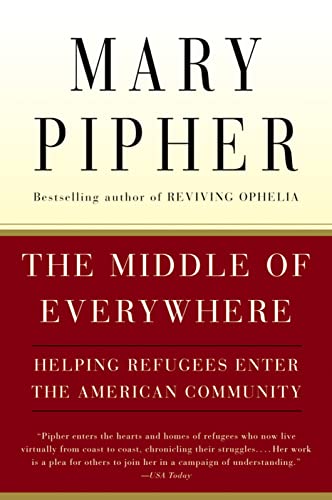 MARY
PIPHER
Bestselling author of REVIVING OPHELIA
THE MIDDLE OF
EVERYWHERE
HELPING REFUGEES ENTER
THE AMERICAN COMMUNITY
“Pipher enters the hearts and homes of refugees who now live
virtually from coast to coast, chronicling their struggles. . . . Her work
is a plea for others to join her in a campaign of understanding.”
—USA Today